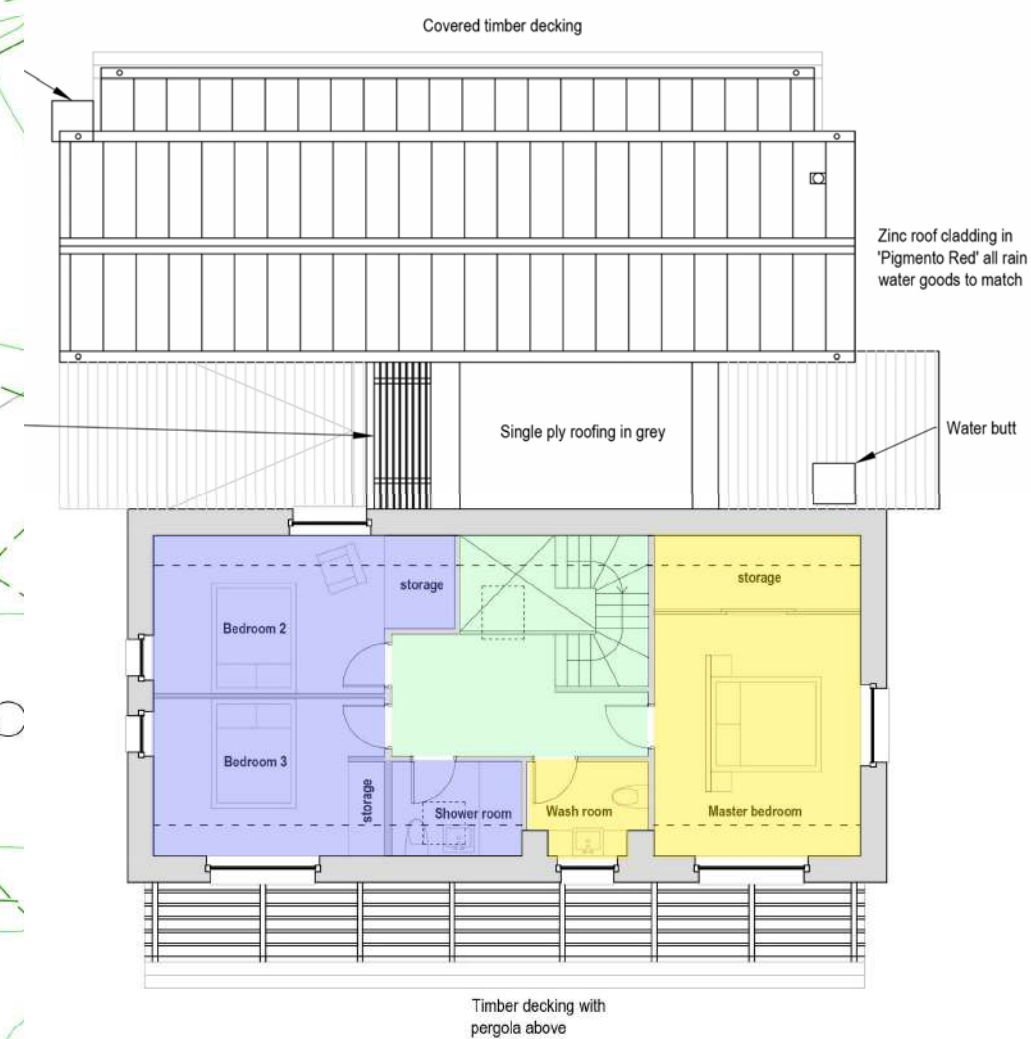 Covered timber decking
Zinc roof cladding in
'Pigmento Red' all rain
water goods to match
Single ply roofing in grey
Water butt
storage
storage
Bedroom 2
Bedroom 3
storage
Shower room
Wash room
Master bedroom
Timber decking with
pergola above